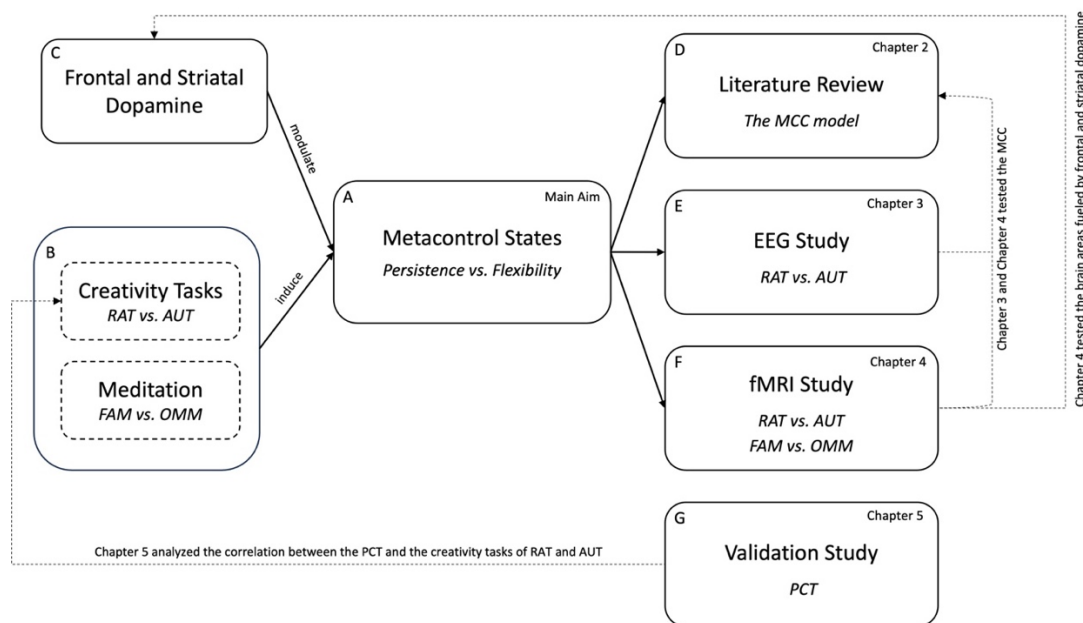 C
Frontal and Striatal
Dopamine
modulate
B
Creativity Tasks
RAT vs. AUT
Meditation
FAM vs. OMM
induce
A
Main Aim
Metacontrol States
Persistence vs. Flexibility
D
Chapter 2
Literature Review
The MCC model
E
Chapter 3
EEG Study
RAT vs. AUT
F
Chapter 4
fMRI Study
RAT vs. AUT
FAM vs. OMM
G
Chapter 5
Validation Study
PCT
Chapter 5 analyzed the correlation between the PCT and the creativity tasks of RAT and AUT
Chapter 3 and Chapter 4 tested the MCC
Chapter 4 tested the brain areas fueled by frontal and striatal dopamine